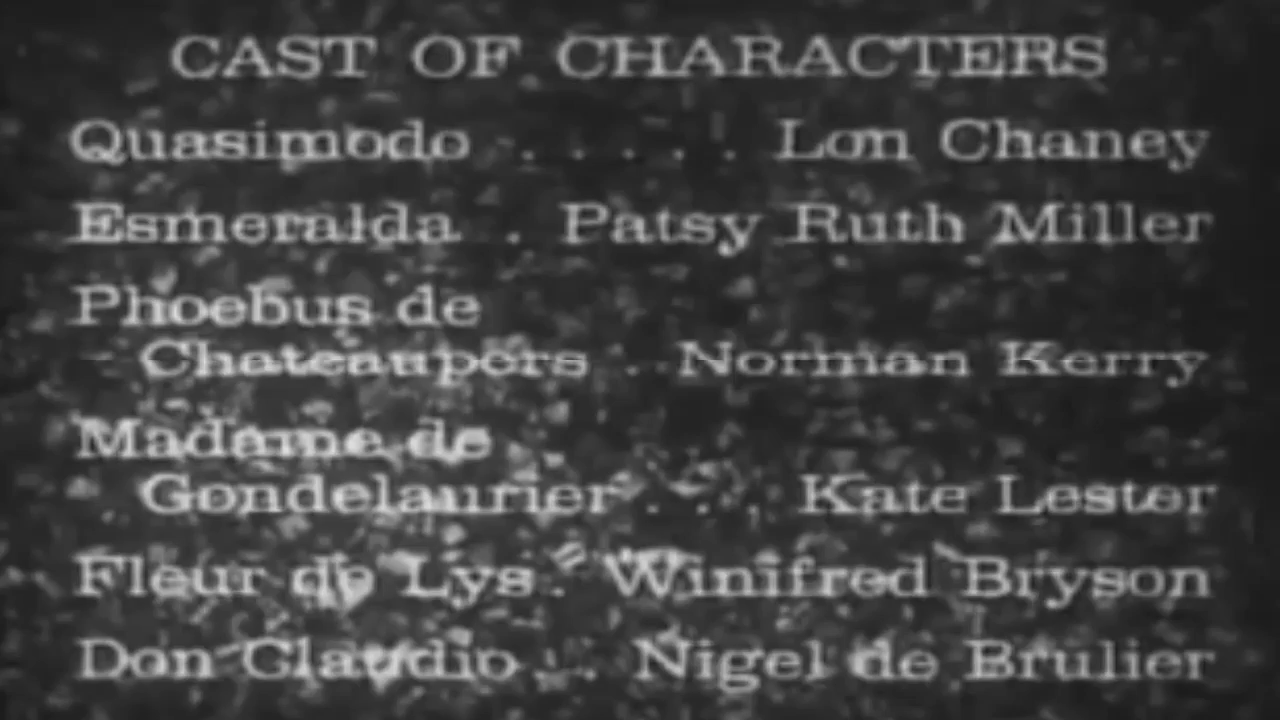 CAST OF CHARACTERS
Quasimodo . . . . . Lon Chaney
Esmeralda . Patsy Ruth Miller
Phoebus de
Chateaupers . Norman Kerry
Madame de
Gondelaurier . . . Kate Lester
Fleur de Lys . Winifred Bryson
Don Claudio . . Nigel de Brulier